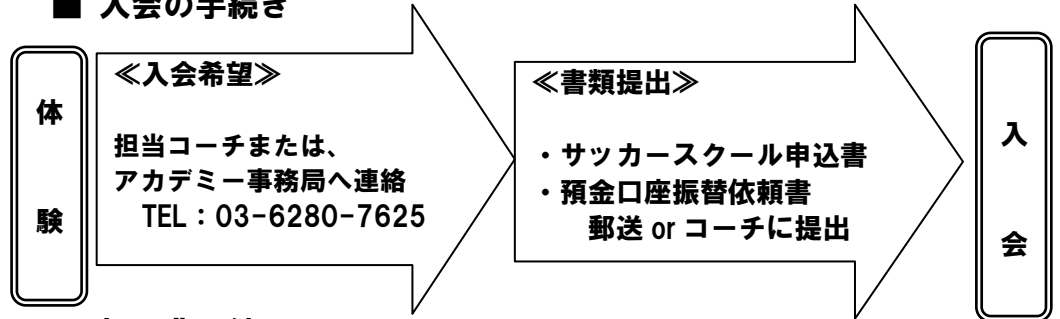 ■ 入会の手続き
体験
≪入会希望≫
担当コーチまたは、
アカデミー事務局へ連絡
TEL：03-6280-7625
≪書類提出≫
・サッカースクール申込書
・預金口座振替依頼書
郵送 or コーチに提出
入会